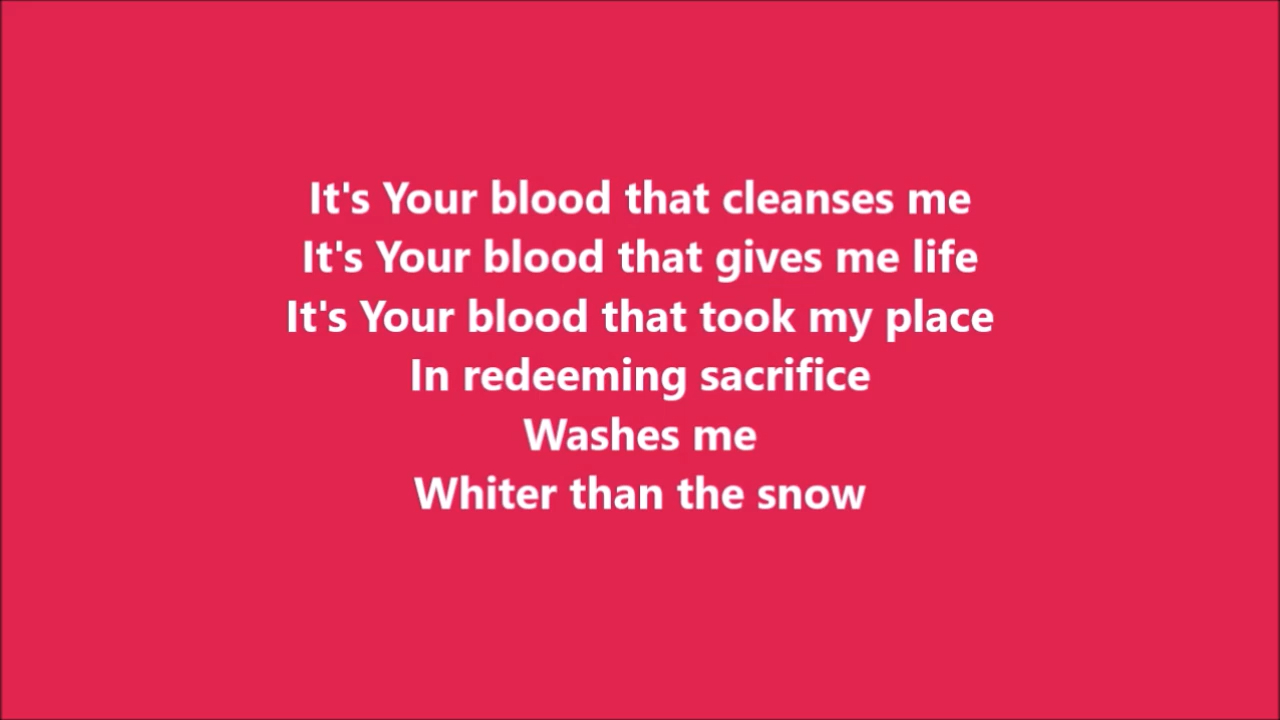 It's Your blood that cleanses me
It's Your blood that gives me life
It's Your blood that took my place
In redeeming sacrifice
Washes me
Whiter than the snow